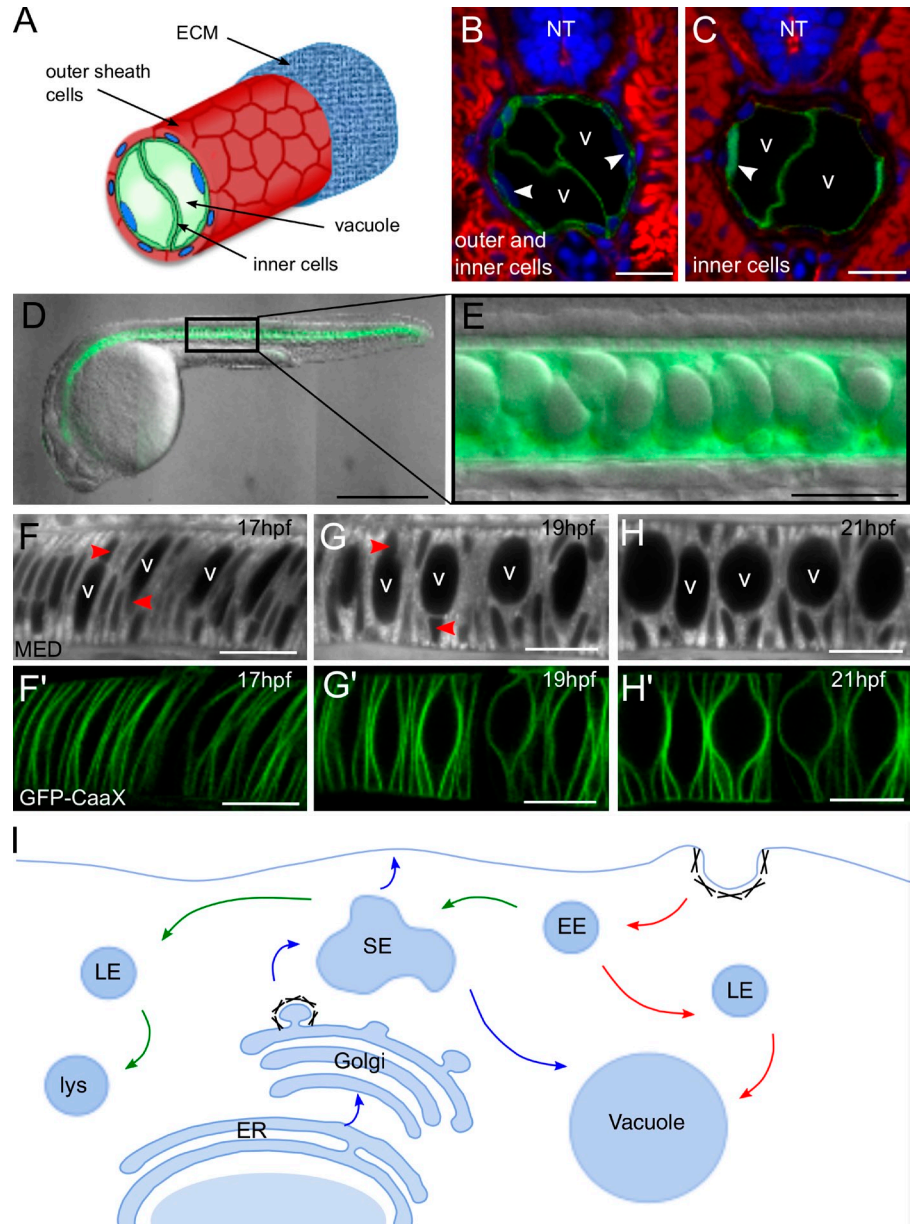 A
ECM
outer sheath
cells
vacuole
inner cells
B
NT
v
v
outer and
inner cells
C
NT
v
v
inner cells
D
E
F
17hpf
v
v
v
MED
G
19hpf
v
v
v
H
21hpf
v
v
v
F'
17hpf
GFP-CaaX
G'
19hpf
H'
21hpf
I
SE
EE
LE
LE
Golgi
lys
ER
Vacuole